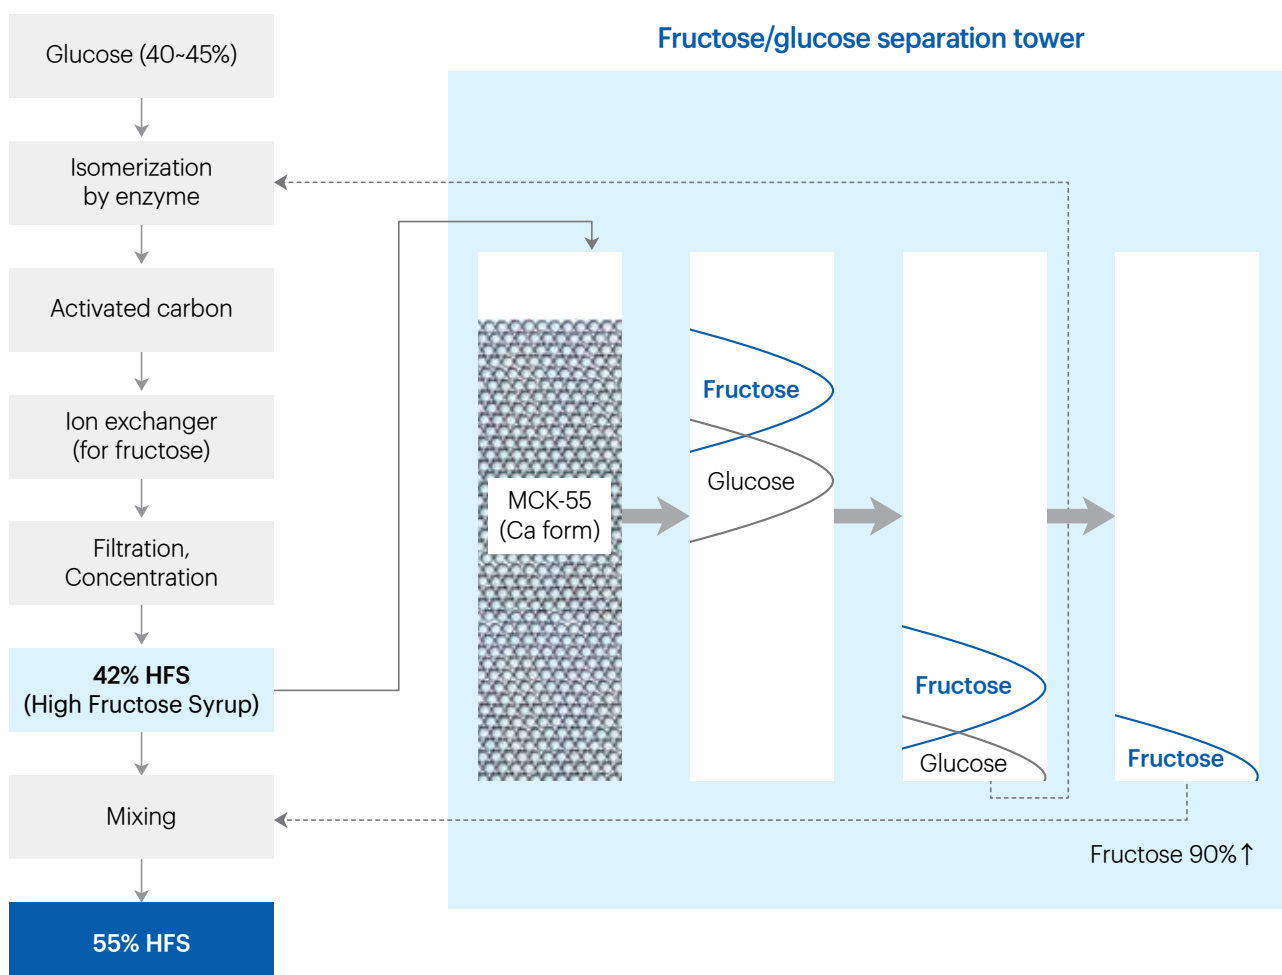 Glucose (40~45%)
Isomerization
by enzyme
Activated carbon
Ion exchanger
(for fructose)
Filtration,
Concentration
42% HFS
(High Fructose Syrup)
Mixing
55% HFS
Fructose/glucose separation tower
MCK-55
(Ca form)
Fructose
Glucose
Fructose
Glucose
Fructose
Fructose 90%↑